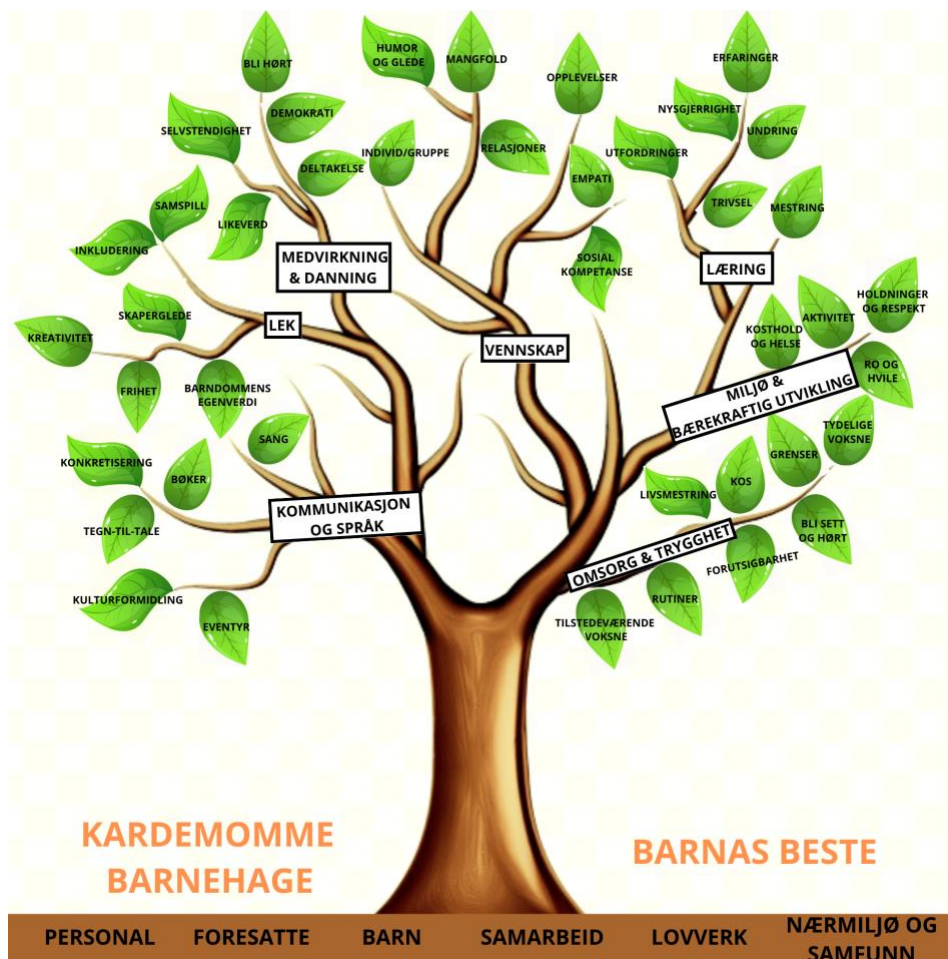 BLI HØRT
DEMOKRATI
SELVSTENDIGHET
DELTAKELSE
LIKEVERD
MEDVIRKNING
& DANNING
HUMOR
OG GLEDE
MANGFOLD
OPPLEVELSER
INDIVID/GRUPPE
RELASJONER
EMPATI
SOSIAL
KOMPETANSE
VENNSKAP
ERFARINGER
NYSGJERRIGHET
UNDRING
UTFORDRINGER
TRIVSEL
MESTRING
LÆRING
SAMSPILL
INKLUDERING
SKAPERGLEDE
KREATIVITET
FRIHET
BARNDOMMENS
EGENVERDI
LEK
HOLDNINGER
OG RESPEKT
AKTIVITET
KOSTHOLD
OG HELSE
RO OG
HVILE
MILJØ &
BÆREKRAFTIG UTVIKLING
SANG
KONKRETISERING
BØKER
TEGN-TIL-TALE
KULTURFORMIDLING
EVENTYR
KOMMUNIKASJON
OG SPRÅK
TYDELIGE
VOKSNE
GRENSER
KOS
LIVSMESTRING
BLI SETT
OG HØRT
FORUTSIGBARHET
RUTINER
TILSTEDEVÆRENDE
VOKSNE
OMSORG & TRYGGHET
KARDEMOMME
BARNEHAGE
BARNAS BESTE
PERSONAL
FORESATTE
BARN
SAMARBEID
LOVVERK
NÆRMILJØ OG
SAMFUNN